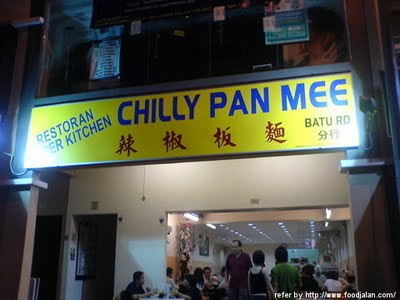 RESTORAN
ER KITCHEN
CHILLY PAN MEE
辣椒板麵
BATU RD
分行
refer by http://www.foodjalan.com